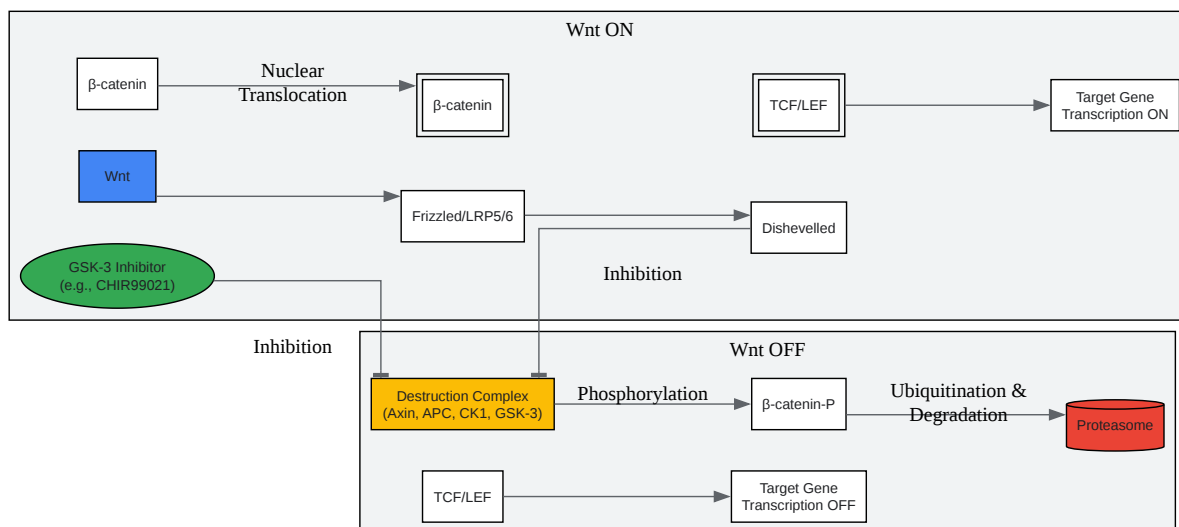 Wnt ON
β-catenin
Nuclear
Translocation
β-catenin
TCF/LEF
Target Gene
Transcription ON
Wnt
Frizzled/LRP5/6
Dishevelled
GSK-3 Inhibitor
(e.g., CHIR99021)
Inhibition
Inhibition
Wnt OFF
Destruction Complex
(Axin, APC, CK1, GSK-3)
Phosphorylation
β-catenin-P
Ubiquitination &
Degradation
Proteasome
TCF/LEF
Target Gene
Transcription OFF